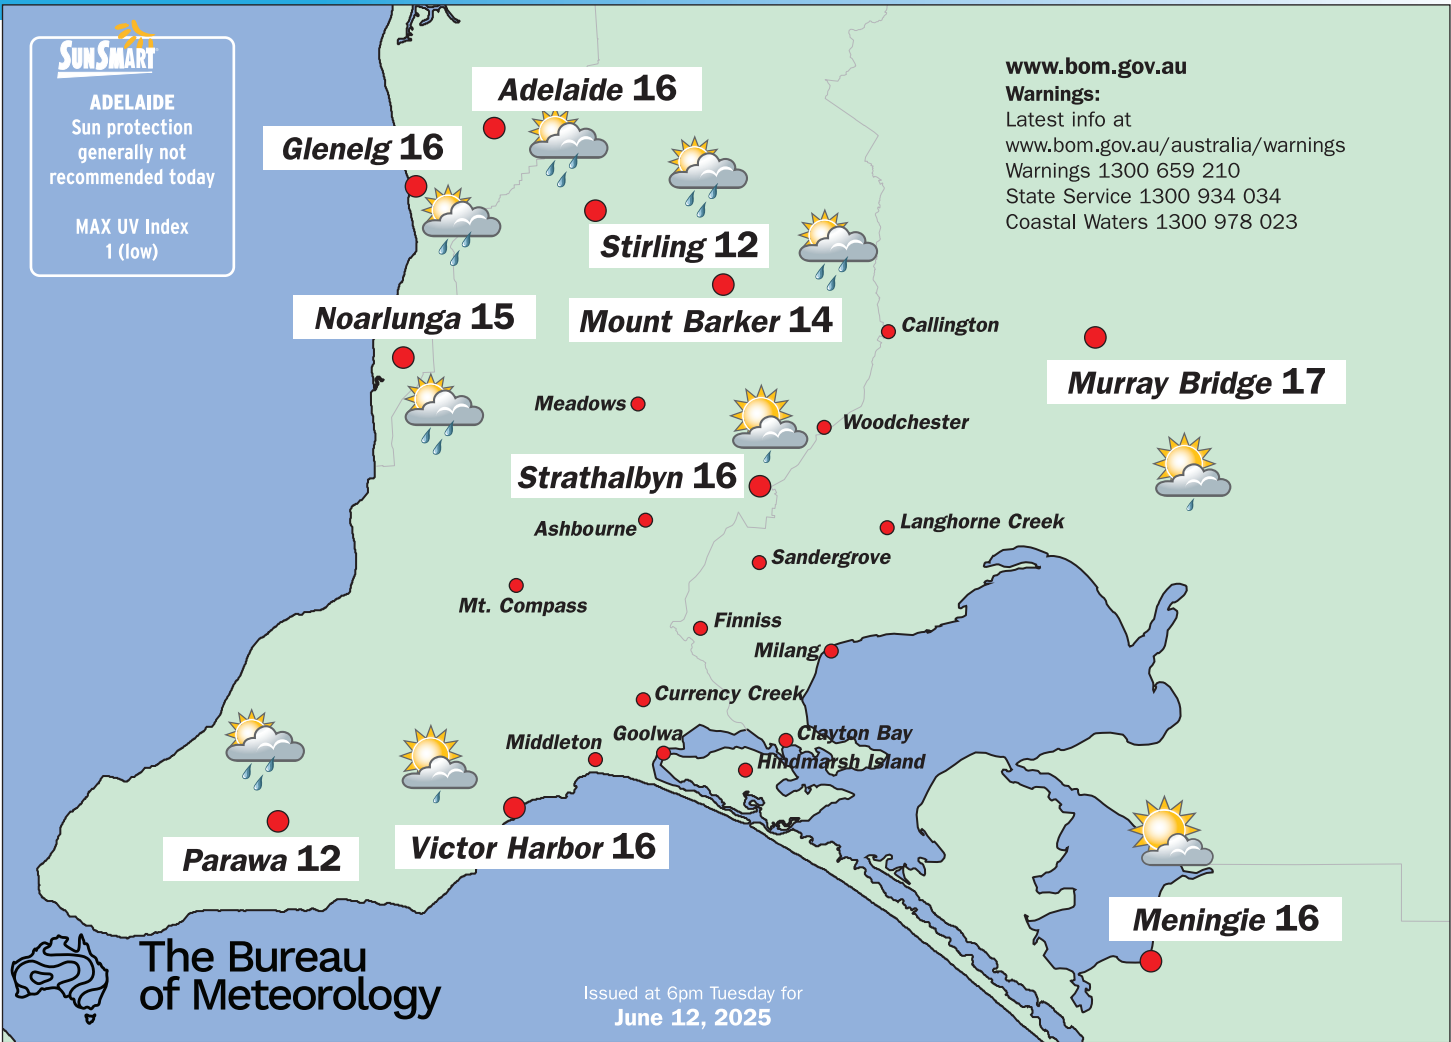 SUNSMART
ADELAIDE
Sun protection
generally not
recommended today
MAX UV Index
1 (low)
www.bom.gov.au
Warnings:
Latest info at
www.bom.gov.au/australia/warnings
Warnings 1300 659 210
State Service 1300 934 034
Coastal Waters 1300 978 023
Adelaide 16
Glenelg 16
Stirling 12
Noarlunga 15
Mount Barker 14
Callington
Murray Bridge 17
Meadows
Woodchester
Strathalbyn 16
Ashbourne
Langhorne Creek
Sandergrove
Mt. Compass
Finniss
Milang
Currency Creek
Middleton
Goolwa
Clayton Bay
Hindmarsh Island
Parawa 12
Victor Harbor 16
Meningie 16
The Bureau
of Meteorology
Issued at 6pm Tuesday for
June 12, 2025